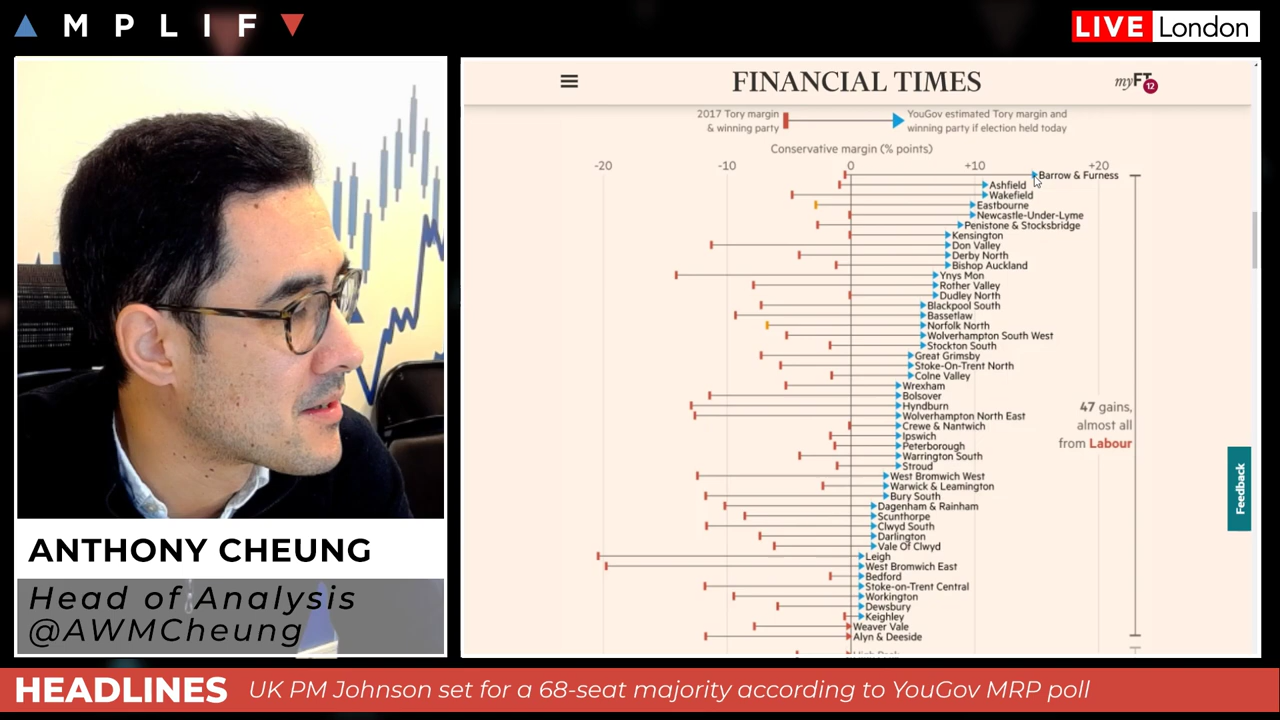 AMPLIFY
LIVE London
FINANCIAL TIMES
myFT
12
2017 Tory margin
& winning party
YouGov estimated Tory margin and
winning party if election held today
Conservative margin (% points)
-20 -10 0 +10 +20
Barrow & Furness
Ashfield
Wakefield
Eastbourne
Newcastle-Under-Lyme
Penistone & Stocksbridge
Kensington
Don Valley
Derby North
Bishop Auckland
Ynys Mon
Rother Valley
Dudley North
Blackpool South
Bassetlaw
Norfolk North
Wolverhampton South West
Stockton South
Great Grimsby
Stoke-On-Trent North
Colne Valley
Wrexham
Bolsover
Hyndburn
Wolverhampton North East
Crewe & Nantwich
Ipswich
Peterborough
Warrington South
Stroud
West Bromwich West
Warwick & Leamington
Bury South
Dagenham & Rainham
Scunthorpe
Clwyd South
Darlington
Vale Of Clwyd
Leigh
West Bromwich East
Bedford
Stoke-on-Trent Central
Workington
Dewsbury
Keighley
Weaver Vale
Alyn & Deeside
47 gains,
almost all
from Labour
Feedback
ANTHONY CHEUNG
Head of Analysis
@AWMCheung
HEADLINES UK PM Johnson set for a 68-seat majority according to YouGov MRP poll